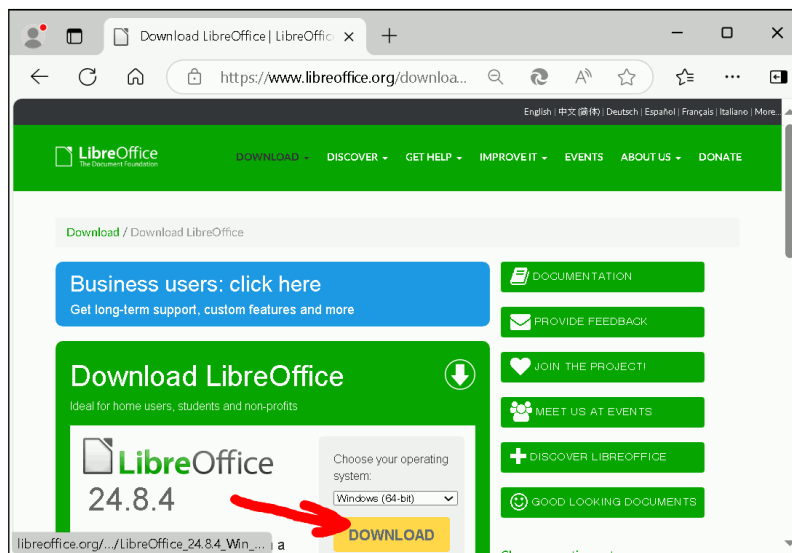 Download LibreOffice | LibreOffic
https://www.libreoffice.org/downloa...
English | 中文 (简体) | Deutsch | Español | Français | Italiano | More...
LibreOffice
The Document Foundation
DOWNLOAD
DISCOVER
GET HELP
IMPROVE IT
EVENTS
ABOUT US
DONATE
Download / Download LibreOffice
Business users: click here
Get long-term support, custom features and more
Download LibreOffice
Ideal for home users, students and non-profits
LibreOffice
24.8.4
Choose your operating
system:
Windows (64-bit)
DOWNLOAD
a
DOCUMENTATION
PROVIDE FEEDBACK
JOIN THE PROJECT!
MEET US AT EVENTS
DISCOVER LIBREOFFICE
GOOD LOOKING DOCUMENTS
libreoffice.org/.../LibreOffice_24.8.4_Win_...